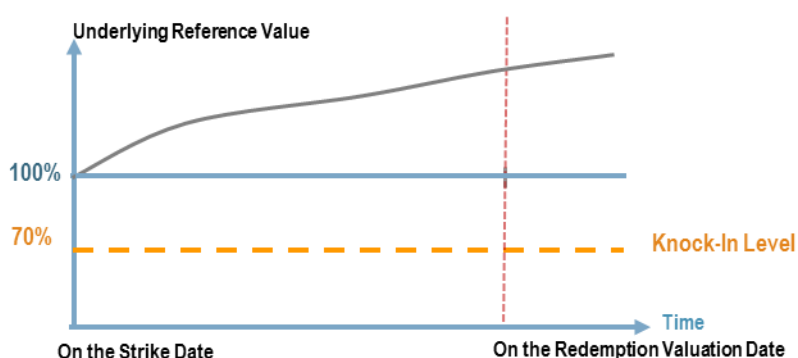 Underlying Reference Value
100%
70%
Knock-In Level
Time
On the Strike Date
On the Redemption Valuation Date